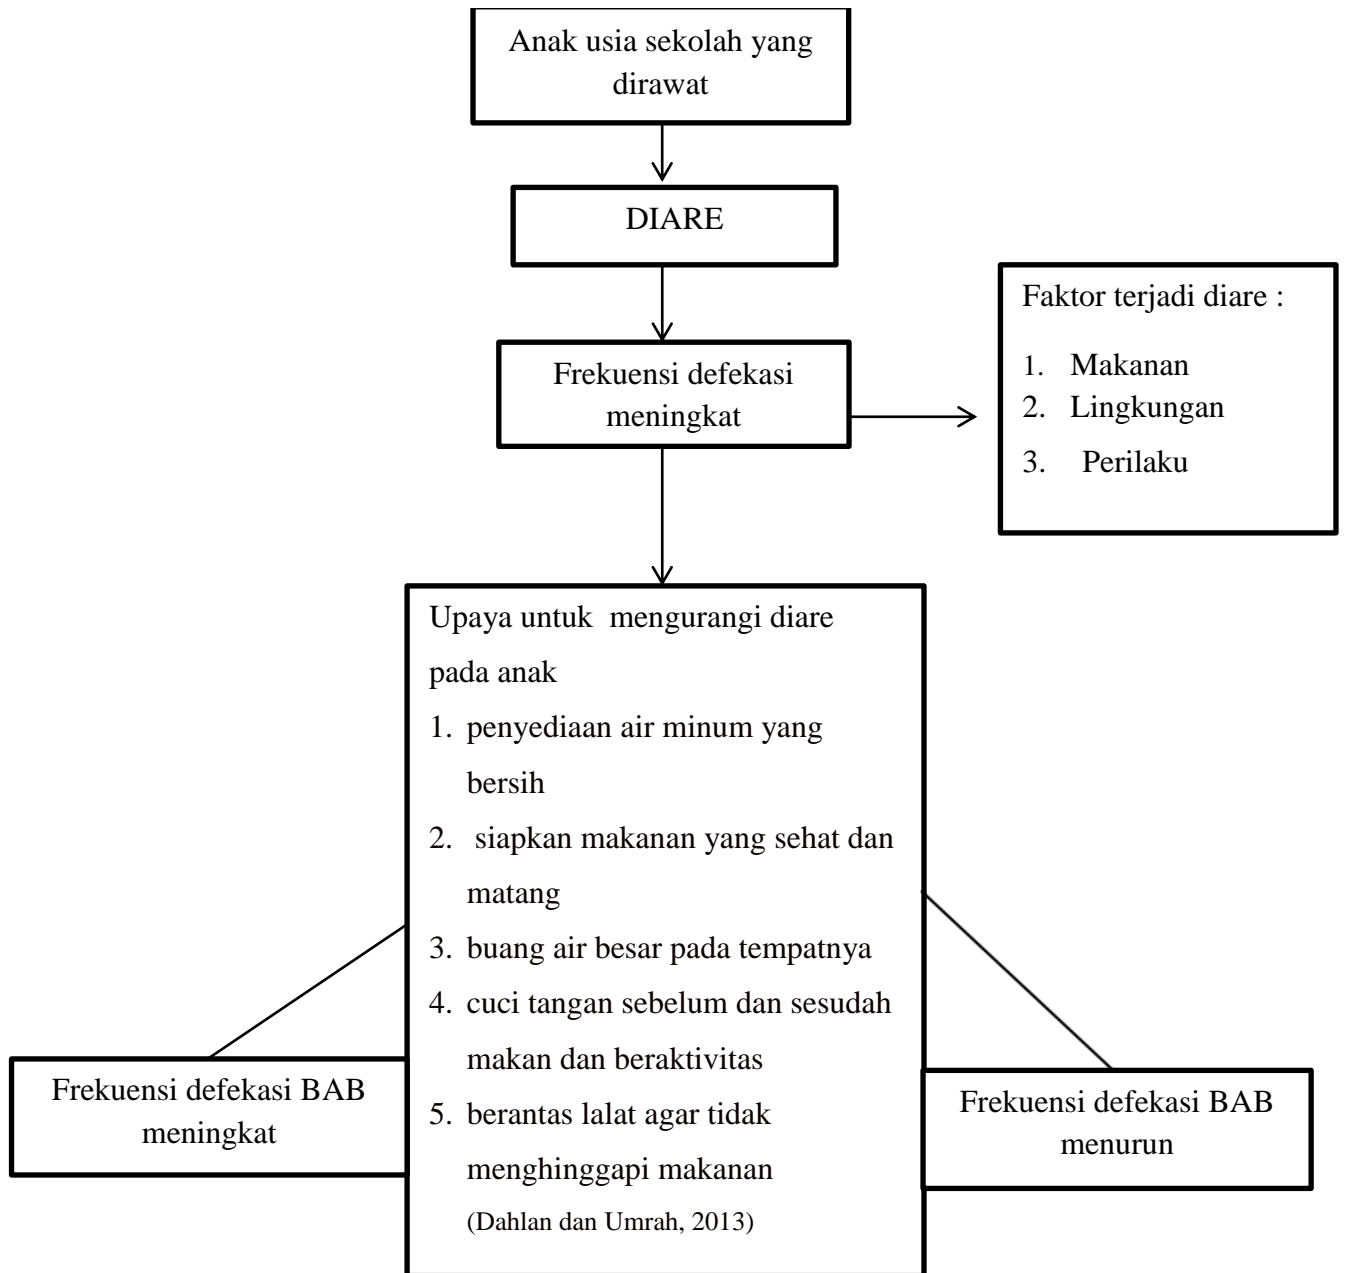 Anak usia sekolah yang
dirawat
DIARE
Frekuensi defekasi
meningkat
Faktor terjadi diare :
1. Makanan
2. Lingkungan
3. Perilaku
Upaya untuk mengurangi diare
pada anak
1. penyediaan air minum yang
bersih
2. siapkan makanan yang sehat dan
matang
3. buang air besar pada tempatnya
4. cuci tangan sebelum dan sesudah
makan dan beraktivitas
5. berantas lalat agar tidak
menghinggapi makanan
(Dahlan dan Umrah, 2013)
Frekuensi defekasi BAB
meningkat
Frekuensi defekasi BAB
menurun